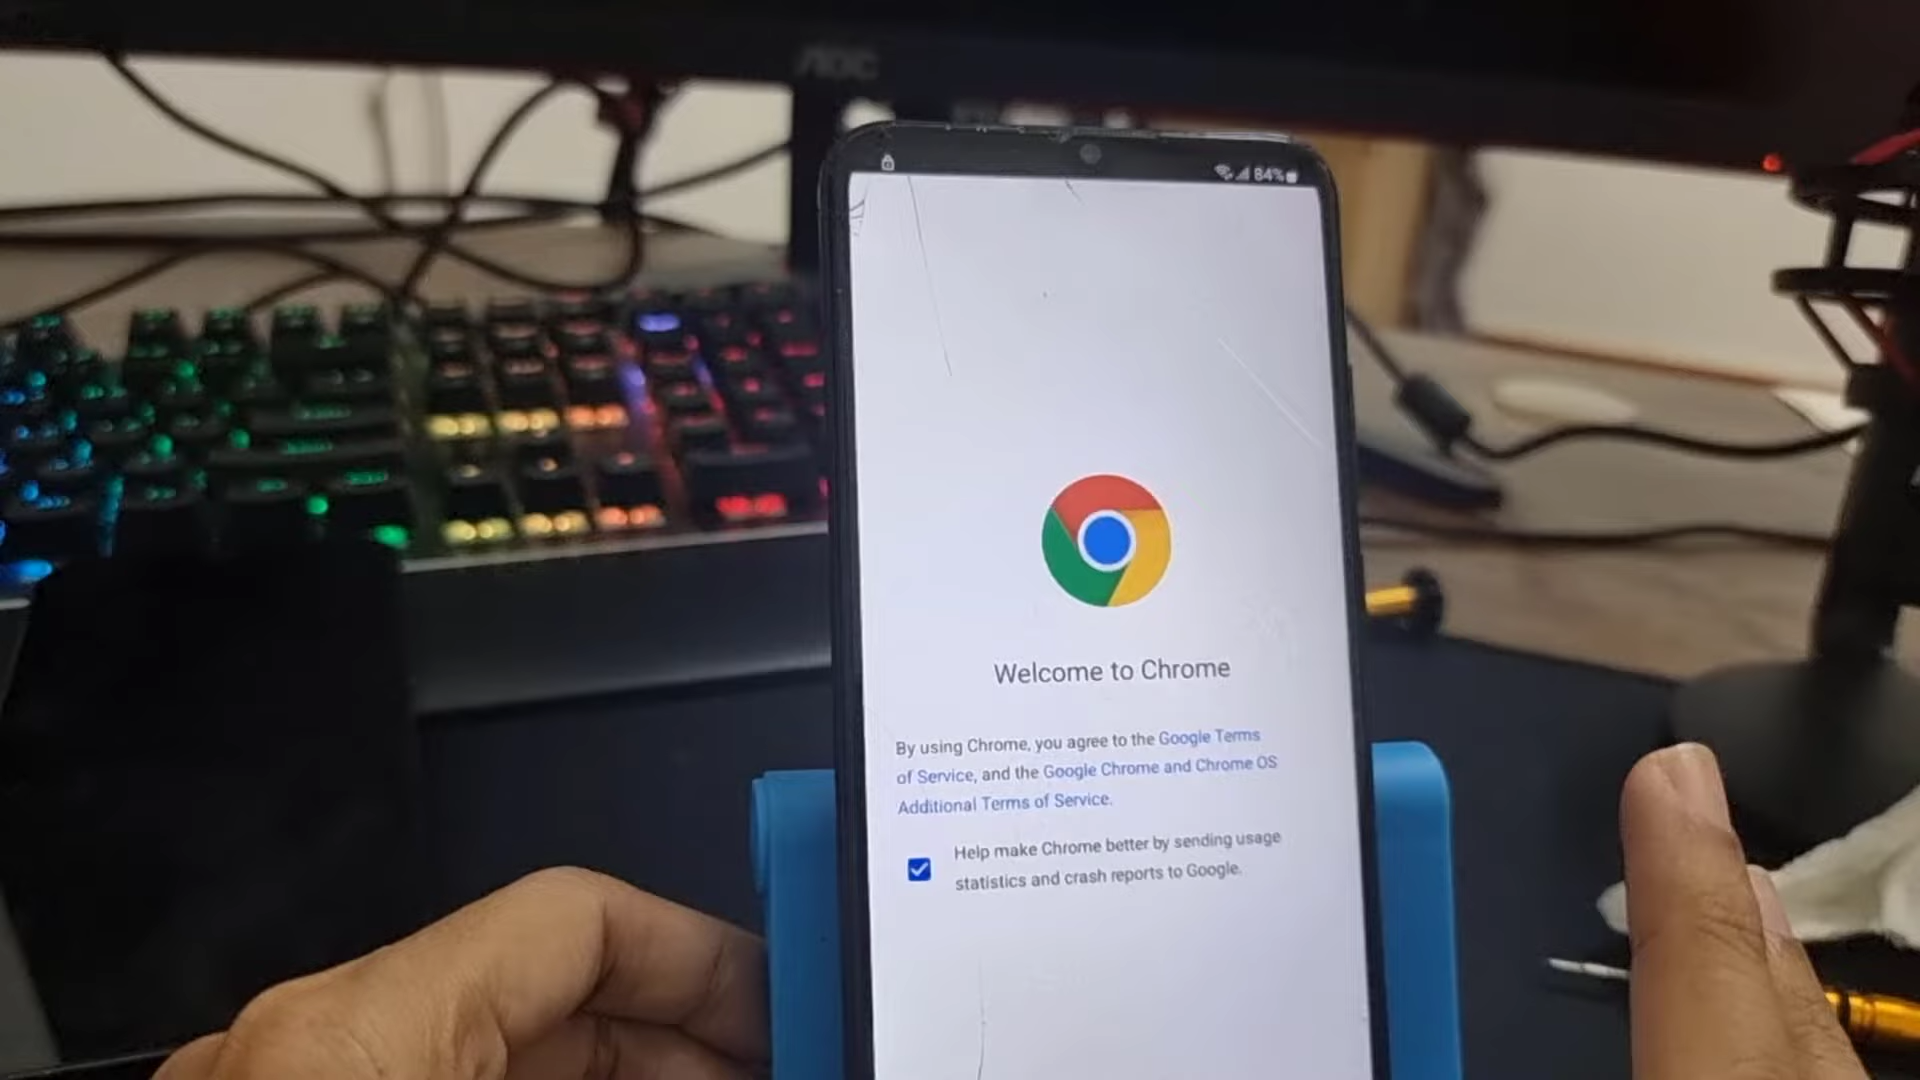 AOC
84%
Welcome to Chrome
By using Chrome, you agree to the Google Terms
of Service, and the Google Chrome and Chrome OS
Additional Terms of Service.
Help make Chrome better by sending usage
statistics and crash reports to Google.